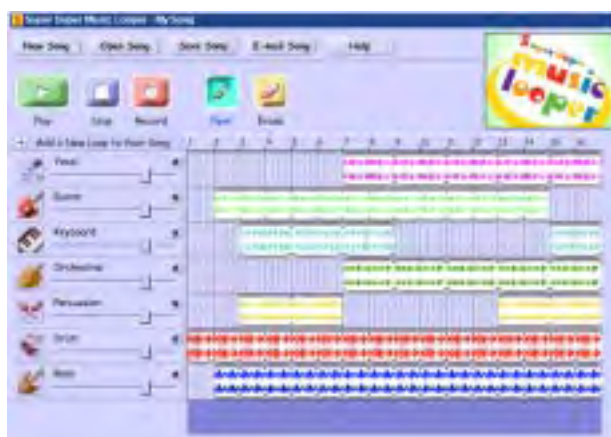 Super Duper Music Looper - My Song
New Song Open Song Save Song E-mail Song Help
Super Duper
music
looper
Play Stop Record Paint Erase
Add a New Loop to Your Song 1 2 3 4 5 6 7 8 9 10 11 12 13 14 15 16
Vocal
Guitar
Keyboard
Orchestral
Percussion
Drum
Bass